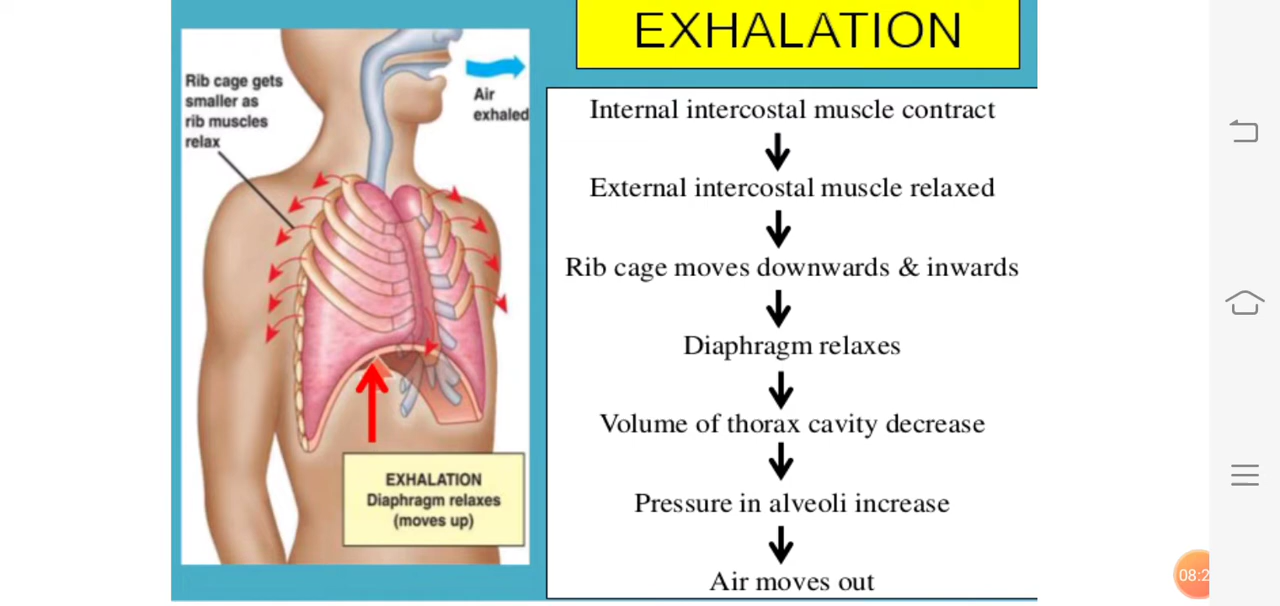 EXHALATION
Rib cage gets
smaller as
rib muscles
relax
Air
exhaled
EXHALATION
Diaphragm relaxes
(moves up)
Internal intercostal muscle contract
External intercostal muscle relaxed
Rib cage moves downwards & inwards
Diaphragm relaxes
Volume of thorax cavity decrease
Pressure in alveoli increase
Air moves out